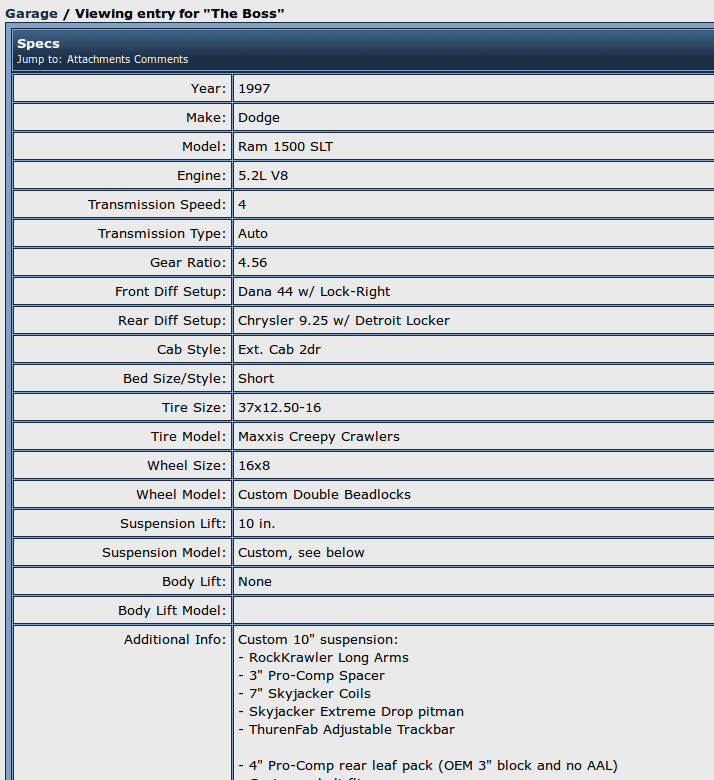 Garage / Viewing entry for "The Boss"
Specs
Jump to: Attachments Comments
Year: 1997
Make: Dodge
Model: Ram 1500 SLT
Engine: 5.2L V8
Transmission Speed: 4
Transmission Type: Auto
Gear Ratio: 4.56
Front Diff Setup: Dana 44 w/ Lock-Right
Rear Diff Setup: Chrysler 9.25 w/ Detroit Locker
Cab Style: Ext. Cab 2dr
Bed Size/Style: Short
Tire Size: 37x12.50-16
Tire Model: Maxxis Creepy Crawlers
Wheel Size: 16x8
Wheel Model: Custom Double Beadlocks
Suspension Lift: 10 in.
Suspension Model: Custom, see below
Body Lift: None
Body Lift Model:
Additional Info: Custom 10" suspension:
- RockKrawler Long Arms
- 3" Pro-Comp Spacer
- 7" Skyjacker Coils
- Skyjacker Extreme Drop pitman
- ThurenFab Adjustable Trackbar
- 4" Pro-Comp rear leaf pack (OEM 3" block and no AAL)